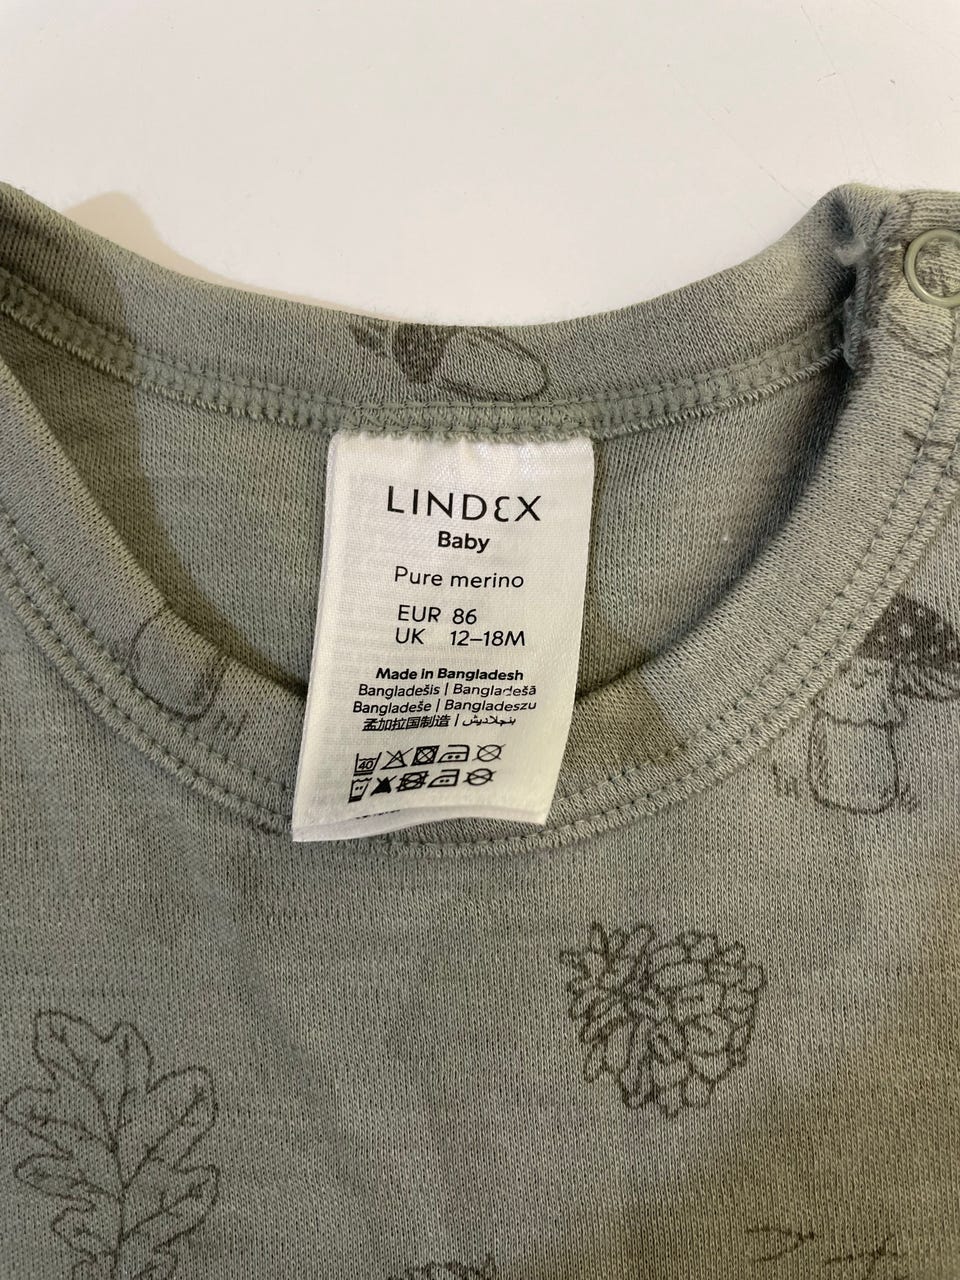 LINDEX
Baby
Pure merino
EUR 86
UK 12–18M
Made in Bangladesh
Bangladešis | Bangladešā
Bangladeše | Bangladeszu
孟加拉国制造 | بنجلاديش
40